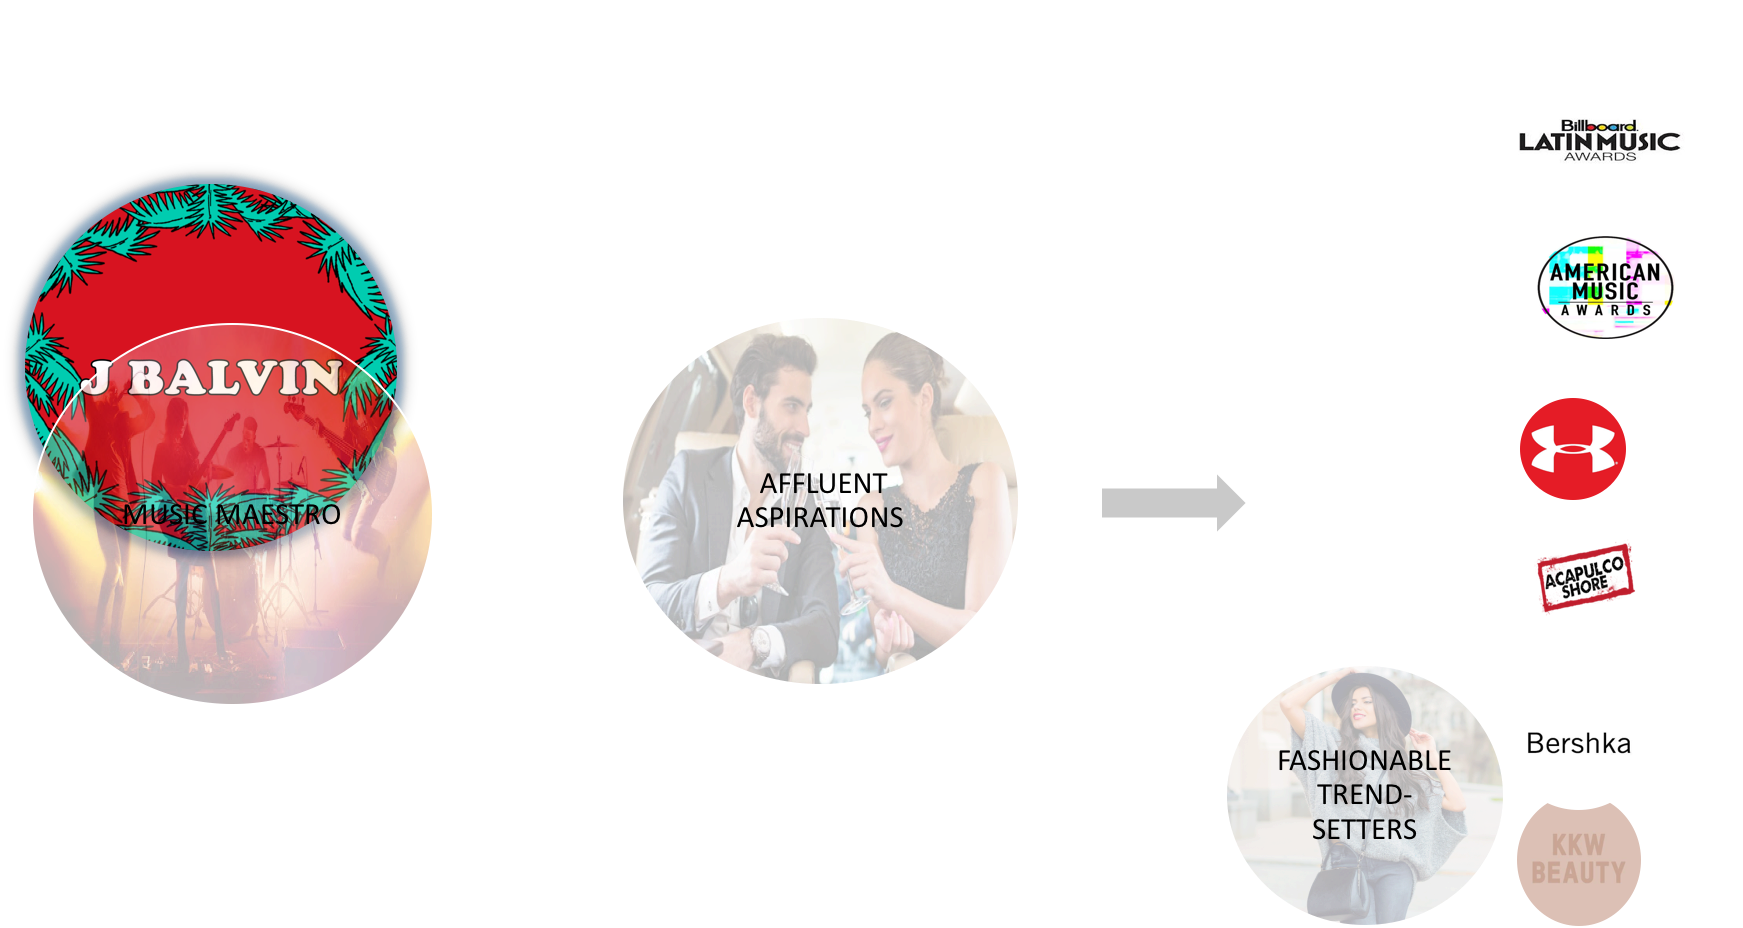 Billboard
LATIN MUSIC
AWARDS
AMERICAN
MUSIC
AWARDS
J BALVIN
MUSIC MAESTRO
AFFLUENT
ASPIRATIONS
ACAPULCO
SHORE
Bershka
FASHIONABLE
TREND-
SETTERS
KKW
BEAUTY